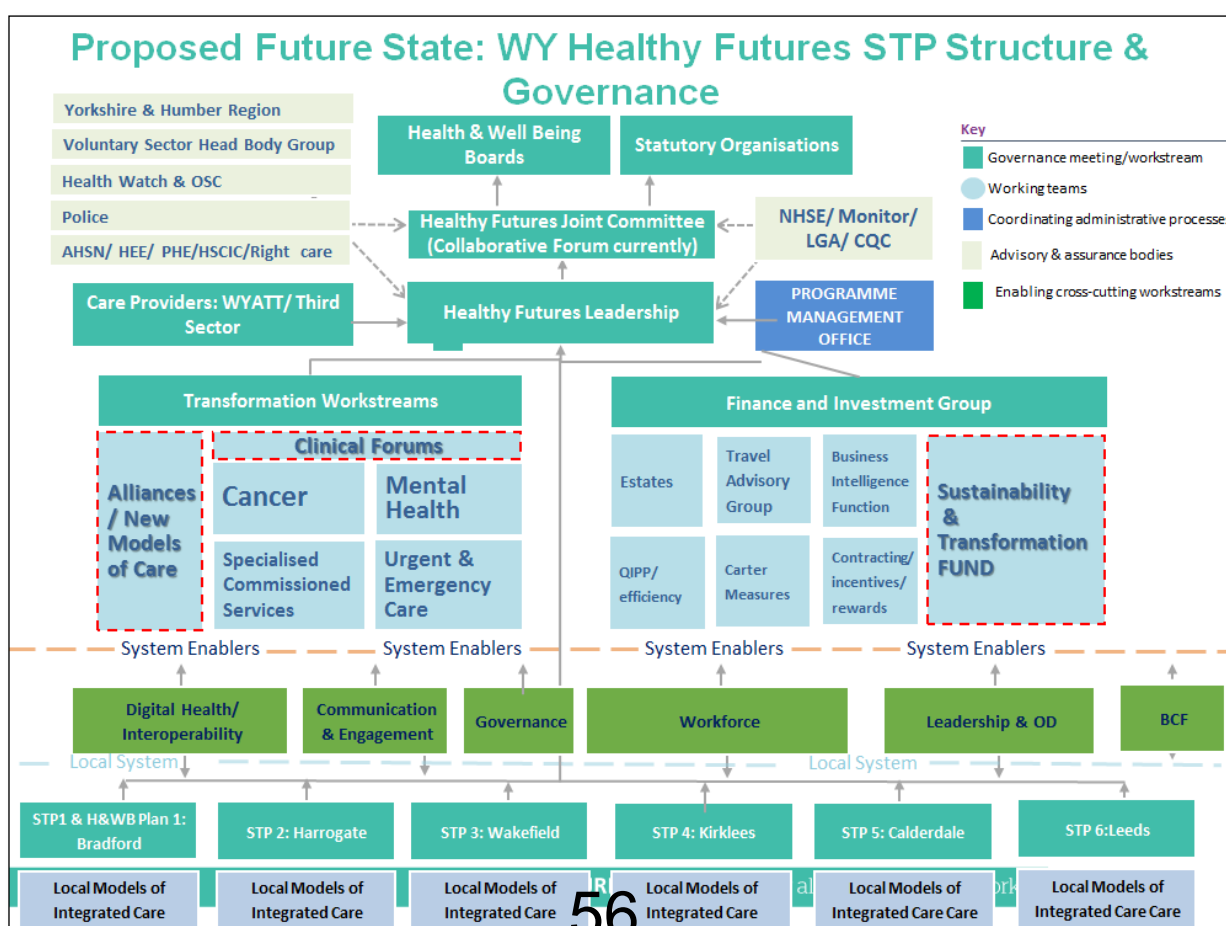 Proposed Future State: WY Healthy Futures STP Structure &
Governance
Yorkshire & Humber Region
Voluntary Sector Head Body Group
Health Watch & OSC
Police
AHSN/ HEE/ PHE/HSCIC/Right care
Health & Well Being
Boards
Statutory Organisations
Key
Governance meeting/workstream
Working teams
Coordinating administrative processes
Advisory & assurance bodies
Enabling cross-cutting workstreams
Healthy Futures Joint Committee
(Collaborative Forum currently)
NHSE/ Monitor/
LGA/ CQC
Care Providers: WYATT/ Third
Sector
Healthy Futures Leadership
PROGRAMME
MANAGEMENT
OFFICE
Transformation Workstreams
Finance and Investment Group
Alliances
/ New
Models
of Care
Clinical Forums
Cancer
Mental
Health
Specialised
Commissioned
Services
Urgent &
Emergency
Care
Estates
Travel
Advisory
Group
Business
Intelligence
Function
QIPP/
efficiency
Carter
Measures
Contracting/
incentives/
rewards
Sustainability
&
Transformation
FUND
System Enablers
System Enablers
System Enablers
System Enablers
Digital Health/
Interoperability
Communication
& Engagement
Governance
Workforce
Leadership & OD
BCF
Local System
Local System
STP1 & H&WB Plan 1:
Bradford
STP 2: Harrogate
STP 3: Wakefield
STP 4: Kirklees
STP 5: Calderdale
STP 6:Leeds
Local Models of
Integrated Care
Local Models of
Integrated Care
Local Models of
Integrated Care
Local Models of
Integrated Care
Local Models of
Integrated Care Care
Local Models of
Integrated Care Care
56